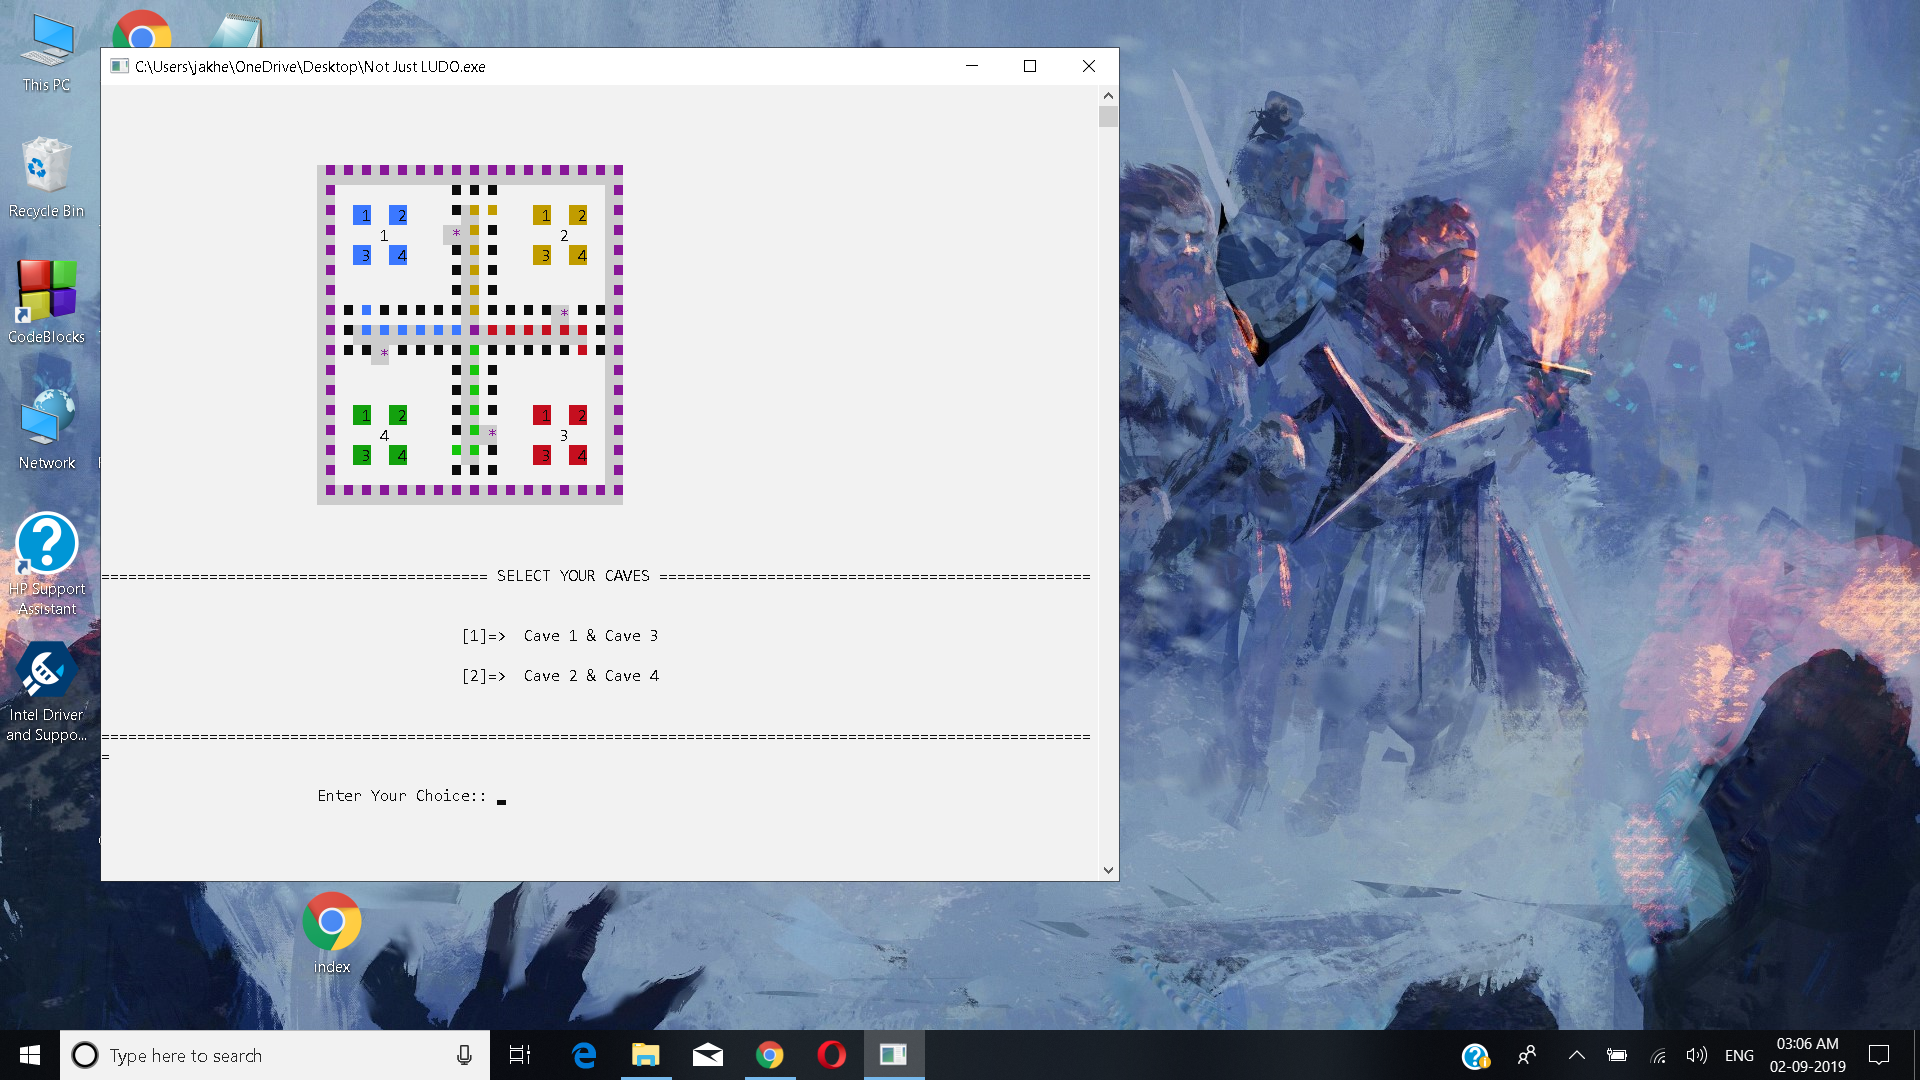 This PC
Recycle Bin
CodeBlocks
Network
HP Support
Assistant
Intel Driver
and Suppo...
C:\Users\jakhe\OneDrive\Desktop\Not Just LUDO.exe
1 2 1 2
1 * 2
3 4 3 4
*
*
1 2 1 2
4 * 3
3 4 3 4
=========================================== SELECT YOUR CAVES ================================================
[1]=> Cave 1 & Cave 3
[2]=> Cave 2 & Cave 4
==============================================================================================================
=
Enter Your Choice::
index
Type here to search
ENG
03:06 AM
02-09-2019